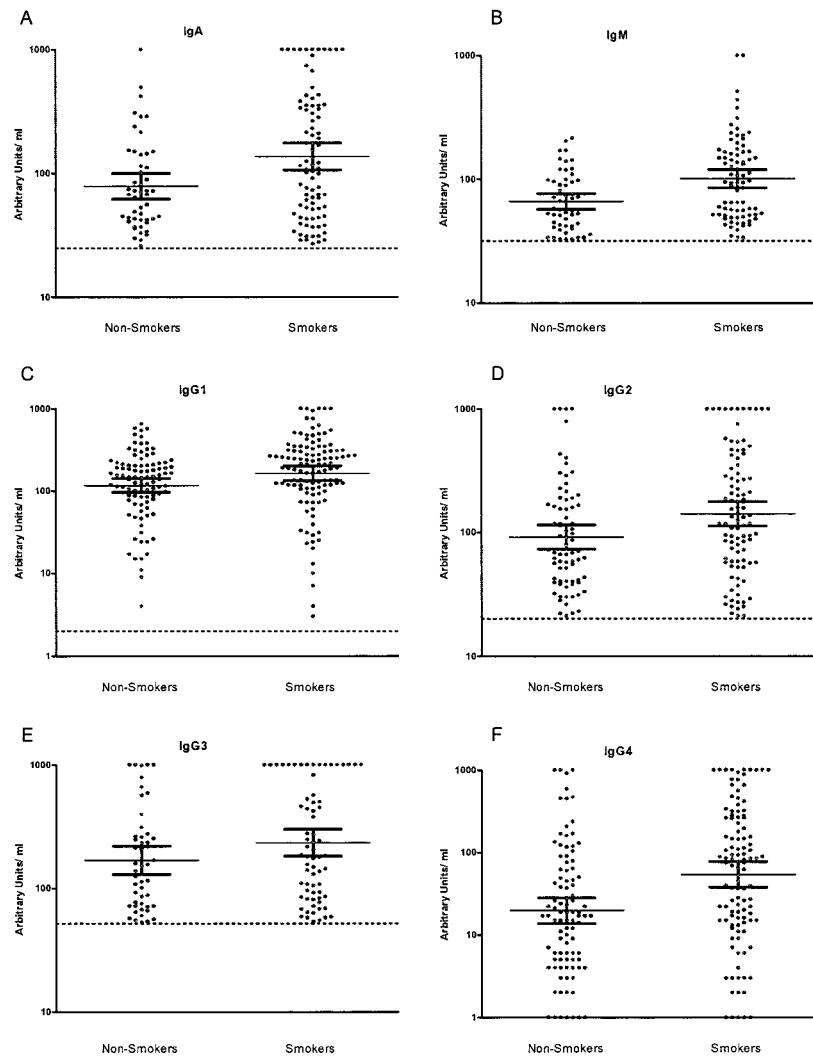 A
IgA
Arbitrary Units/ ml
1000
100
10
Non-Smokers
Smokers
B
IgM
Arbitrary Units/ ml
1000
100
10
Non-Smokers
Smokers
C
IgG1
Arbitrary Units/ ml
1000
100
10
1
Non-Smokers
Smokers
D
IgG2
Arbitrary Units/ ml
1000
100
10
Non-Smokers
Smokers
E
IgG3
Arbitrary Units/ ml
1000
100
10
Non-Smokers
Smokers
F
IgG4
Arbitrary Units/ ml
1000
100
10
1
Non-Smokers
Smokers